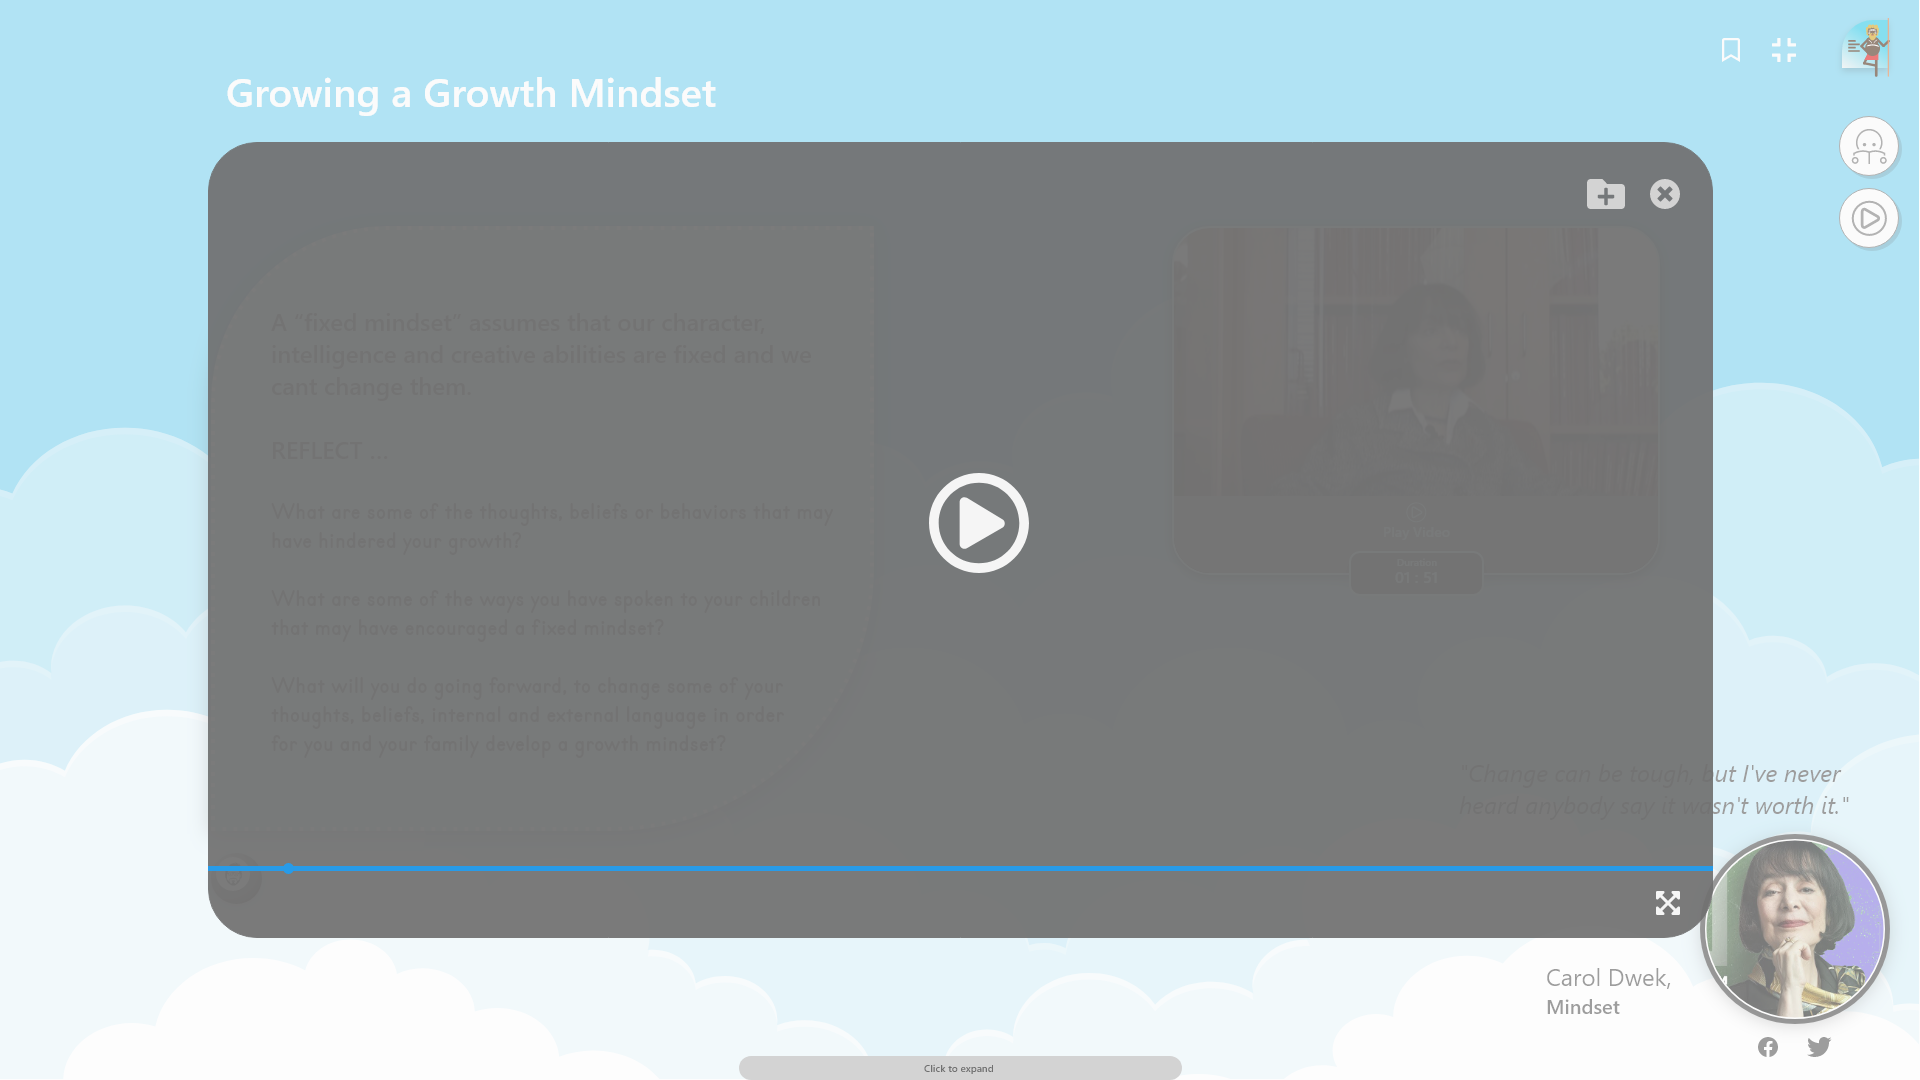 Growing a Growth Mindset
A "fixed mindset" assumes that our character,
intelligence and creative abilities are fixed and we
cant change them.
REFLECT ...
What are some of the thoughts, beliefs or behaviors that may
have hindered your growth?
What are some of the ways you have spoken to your children
that may have encouraged a fixed mindset?
What will you do going forward, to change some of your
thoughts, beliefs, internal and external language in order
for you and your family develop a growth mindset?
Play Video
Duration
01 : 51
"Change can be tough, but I've never
heard anybody say it wasn't worth it."
Carol Dwek,
Mindset
Click to expand